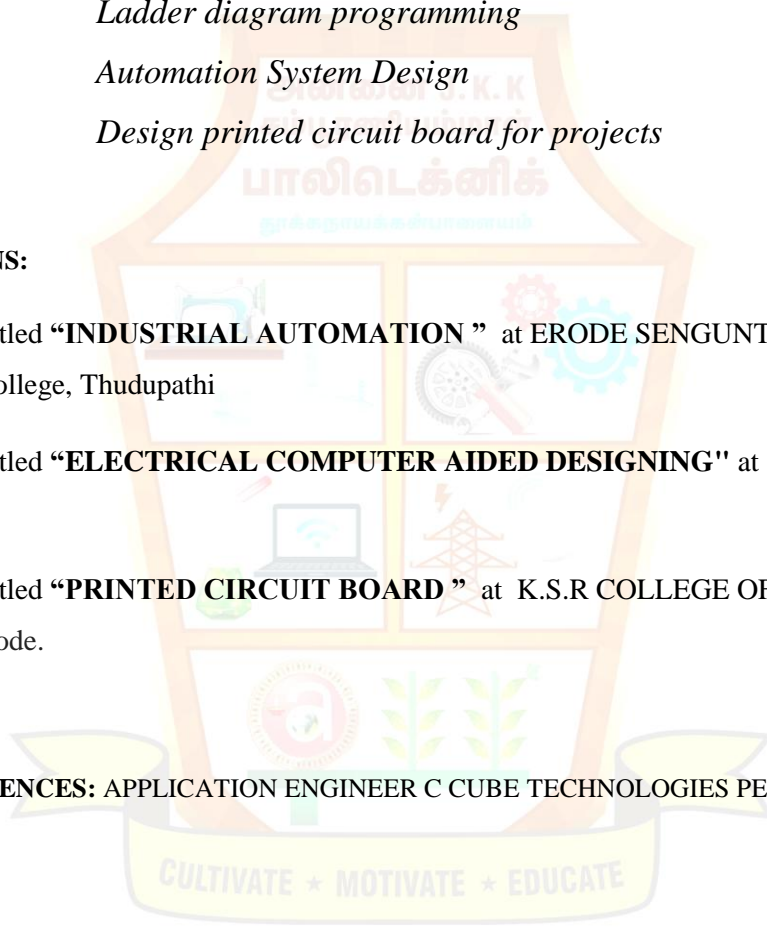 Ladder diagram programming
Automation System Design
அன்னை J.K.K
Design printed circuit board for projects
பாலிடெக்னிக்
NS:
tled “INDUSTRIAL AUTOMATION ” at ERODE SENGUNT
ollege, Thudupathi
tled “ELECTRICAL COMPUTER AIDED DESIGNING" at
tled “PRINTED CIRCUIT BOARD ” at K.S.R COLLEGE OF
ode.
ENCES: APPLICATION ENGINEER C CUBE TECHNOLOGIES PE
CULTIVATE ★ MOTIVATE ★ EDUCATE